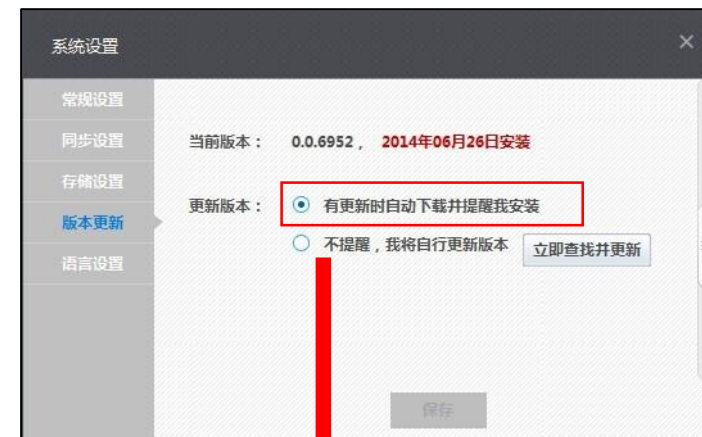 系统设置
常规设置
同步设置
当前版本： 0.0.6952， 2014年06月26日安装
存储设置
更新版本： 有更新时自动下载并提醒我安装
版本更新
不提醒，我将自行更新版本 立即查找并更新
语言设置
保存